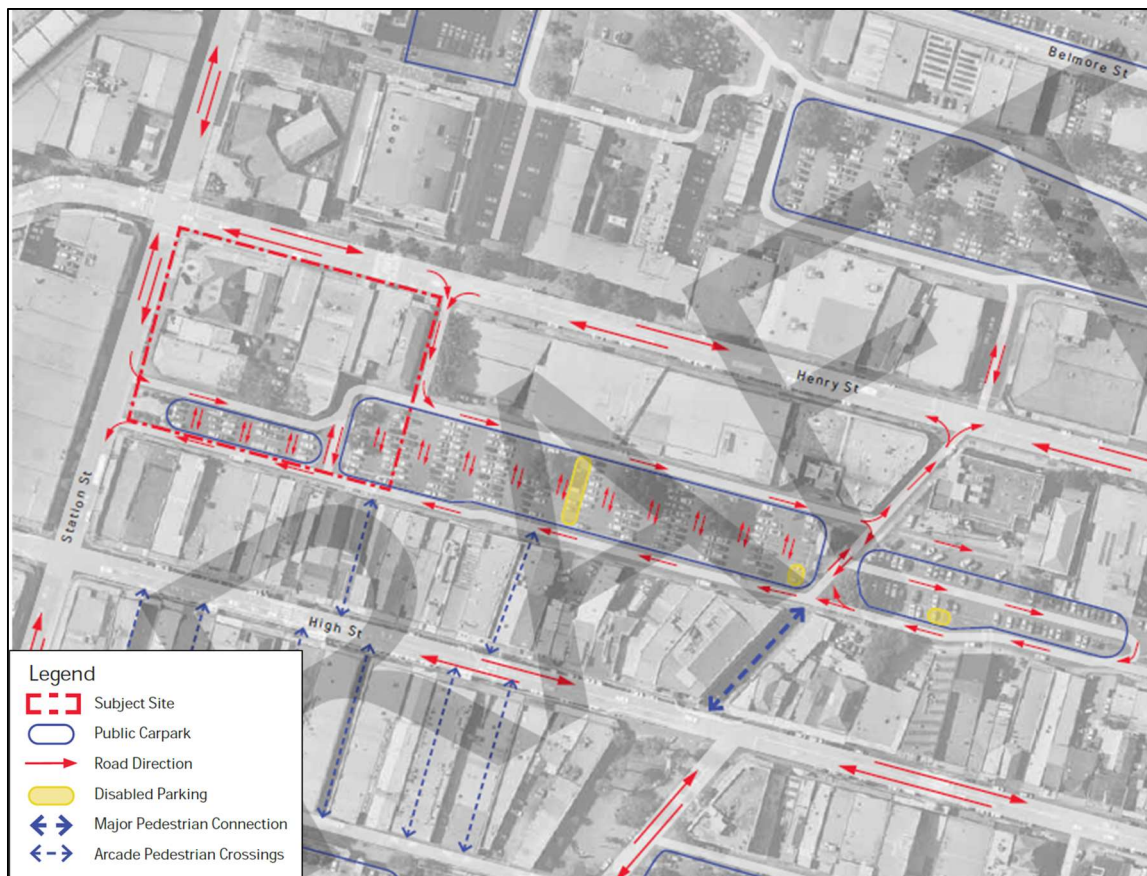 Belmore St
Henry St
Station St
High St
Legend
Subject Site
Public Carpark
Road Direction
Disabled Parking
Major Pedestrian Connection
Arcade Pedestrian Crossings